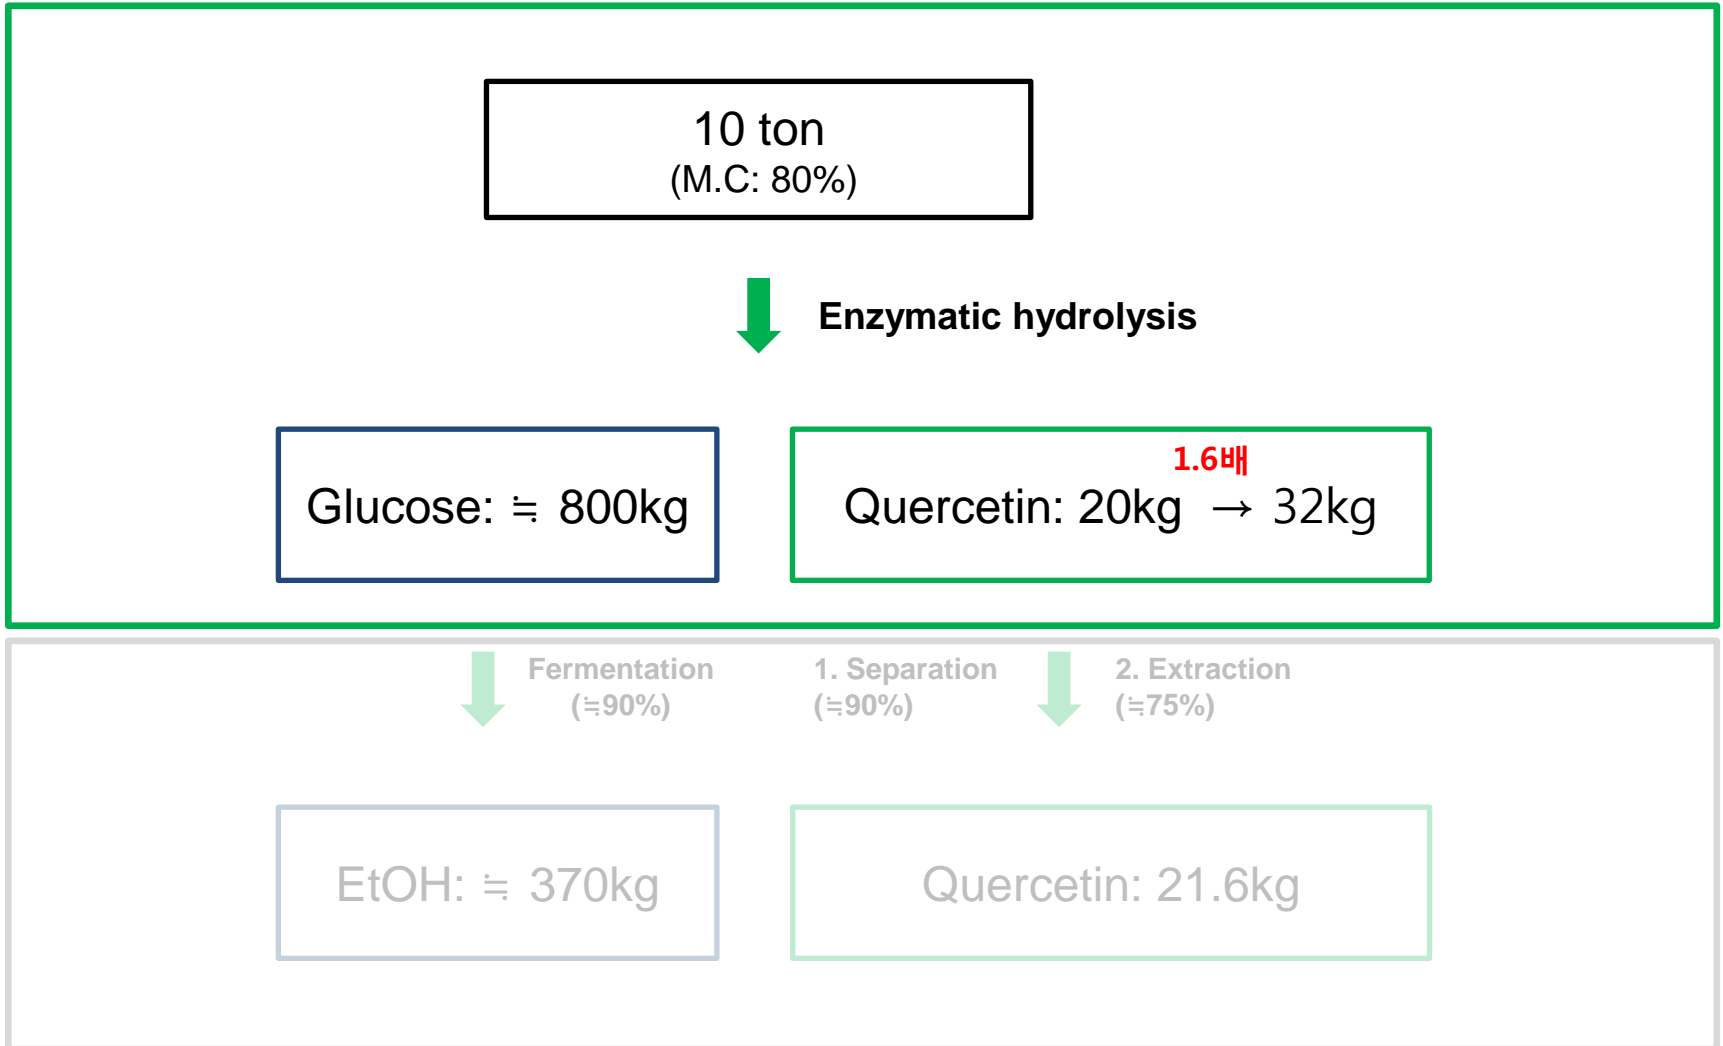 10 ton
(M.C: 80%)
Enzymatic hydrolysis
Glucose: ≒ 800kg
1.6배
Quercetin: 20kg → 32kg
Fermentation
(≒90%)
1. Separation
(≒90%)
2. Extraction
(≒75%)
EtOH: ≒ 370kg
Quercetin: 21.6kg